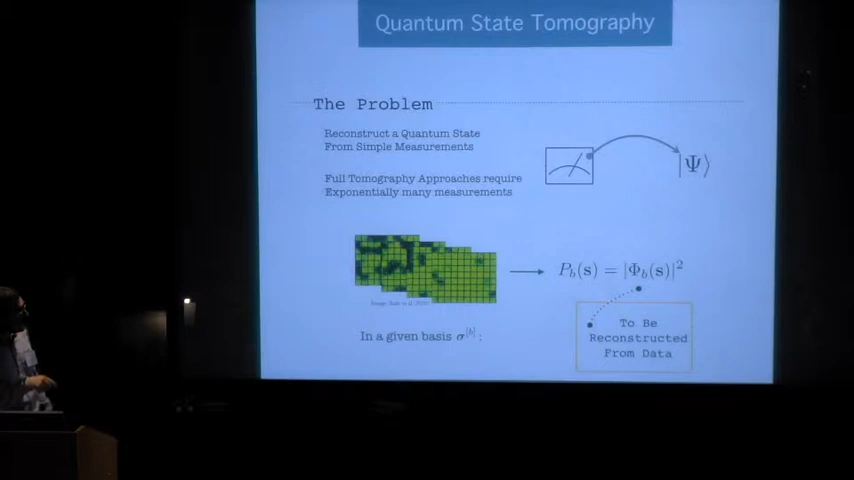 Quantum State Tomography
The Problem
Reconstruct a Quantum State
From Simple Measurements
|Ψ⟩
Full Tomography Approaches require
Exponentially many measurements
P_b(s) = |Φ_b(s)|²
To Be
Reconstructed
From Data
In a given basis σ^[b] :